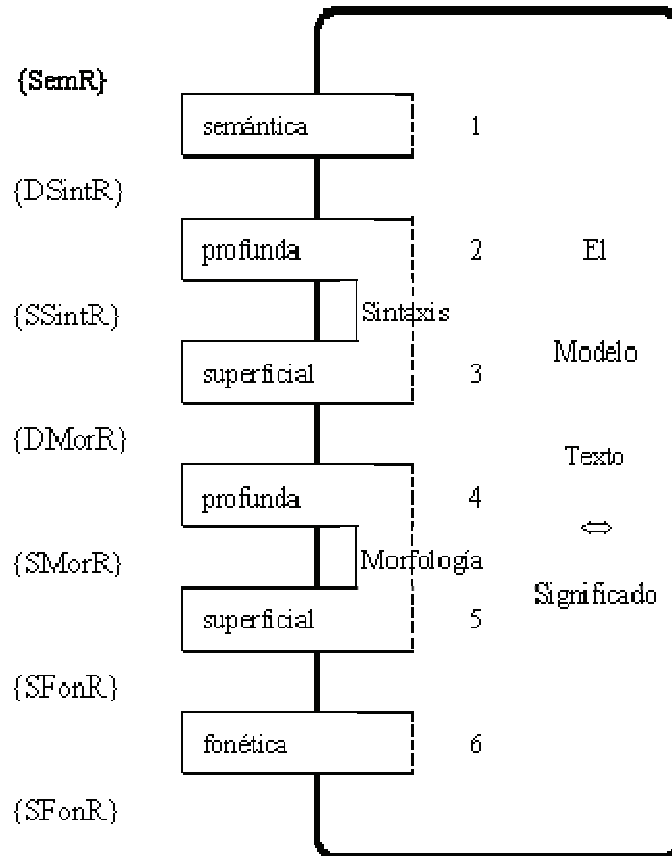 {SemR}
semántica 1
{DSintR}
profunda 2 El
{SSintR} Sintaxis
Modelo
superficial 3
{DMorR}
Texto
profunda 4
⇔
{SMorR} Morfología
Significado
superficial 5
{SFonR}
fonética 6
{SFonR}